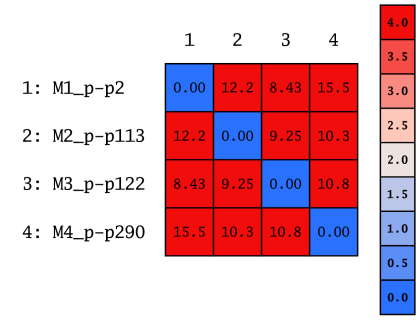 1 2 3 4
1: M1_p-p2 0.00 12.2 8.43 15.5
2: M2_p-p113 12.2 0.00 9.25 10.3
3: M3_p-p122 8.43 9.25 0.00 10.8
4: M4_p-p290 15.5 10.3 10.8 0.00
4.0
3.5
3.0
2.5
2.0
1.5
1.0
0.5
0.0